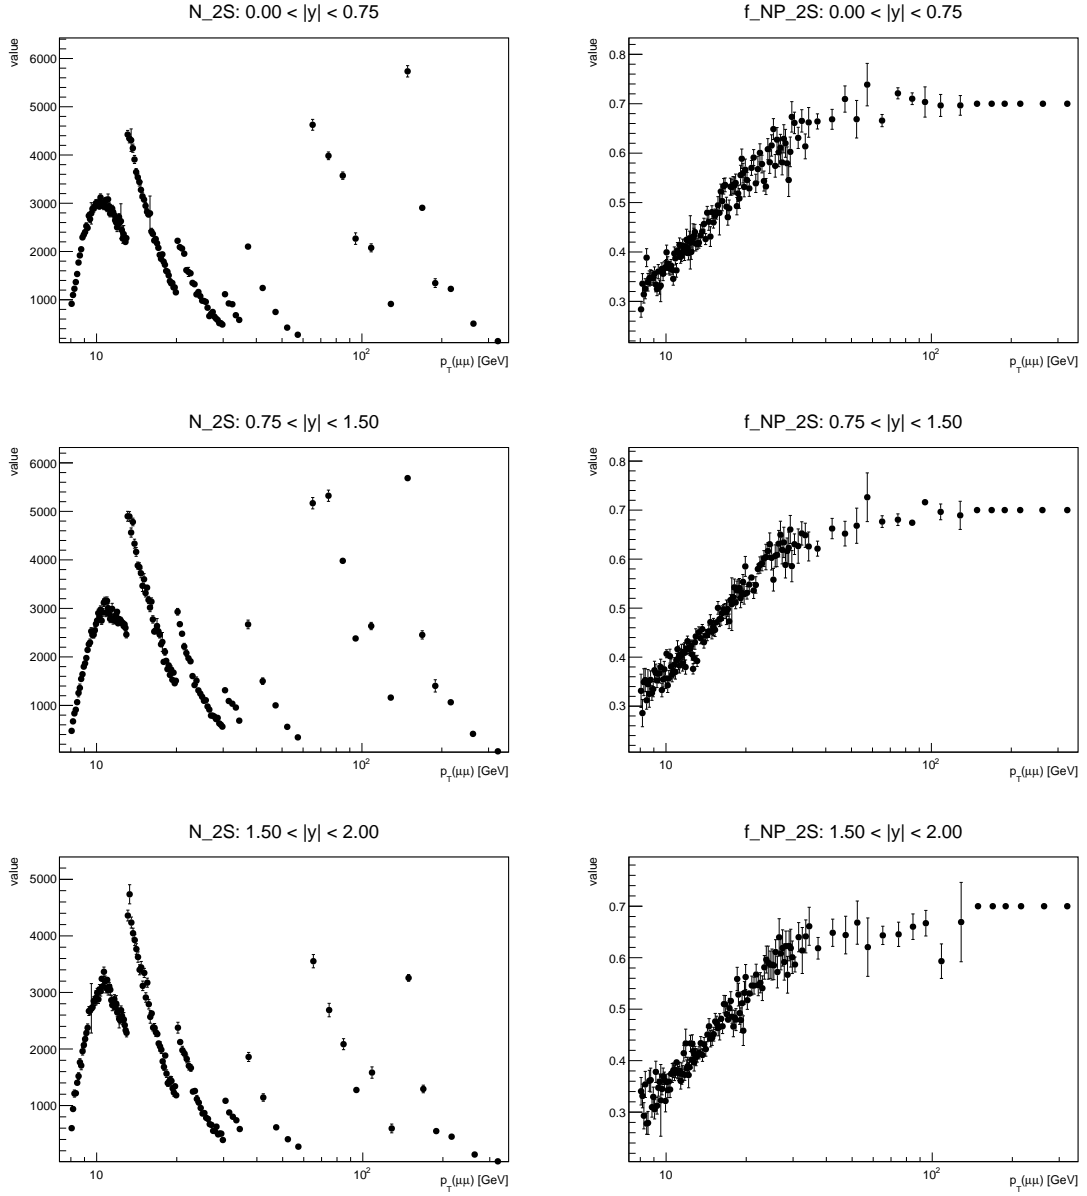 N_2S: 0.00 < |y| < 0.75
value
6000
5000
4000
3000
2000
1000
10
10²
p_T(μμ) [GeV]
f_NP_2S: 0.00 < |y| < 0.75
value
0.8
0.7
0.6
0.5
0.4
0.3
10
10²
p_T(μμ) [GeV]
N_2S: 0.75 < |y| < 1.50
value
6000
5000
4000
3000
2000
1000
10
10²
p_T(μμ) [GeV]
f_NP_2S: 0.75 < |y| < 1.50
value
0.8
0.7
0.6
0.5
0.4
0.3
10
10²
p_T(μμ) [GeV]
N_2S: 1.50 < |y| < 2.00
value
5000
4000
3000
2000
1000
10
10²
p_T(μμ) [GeV]
f_NP_2S: 1.50 < |y| < 2.00
value
0.7
0.6
0.5
0.4
0.3
10
10²
p_T(μμ) [GeV]